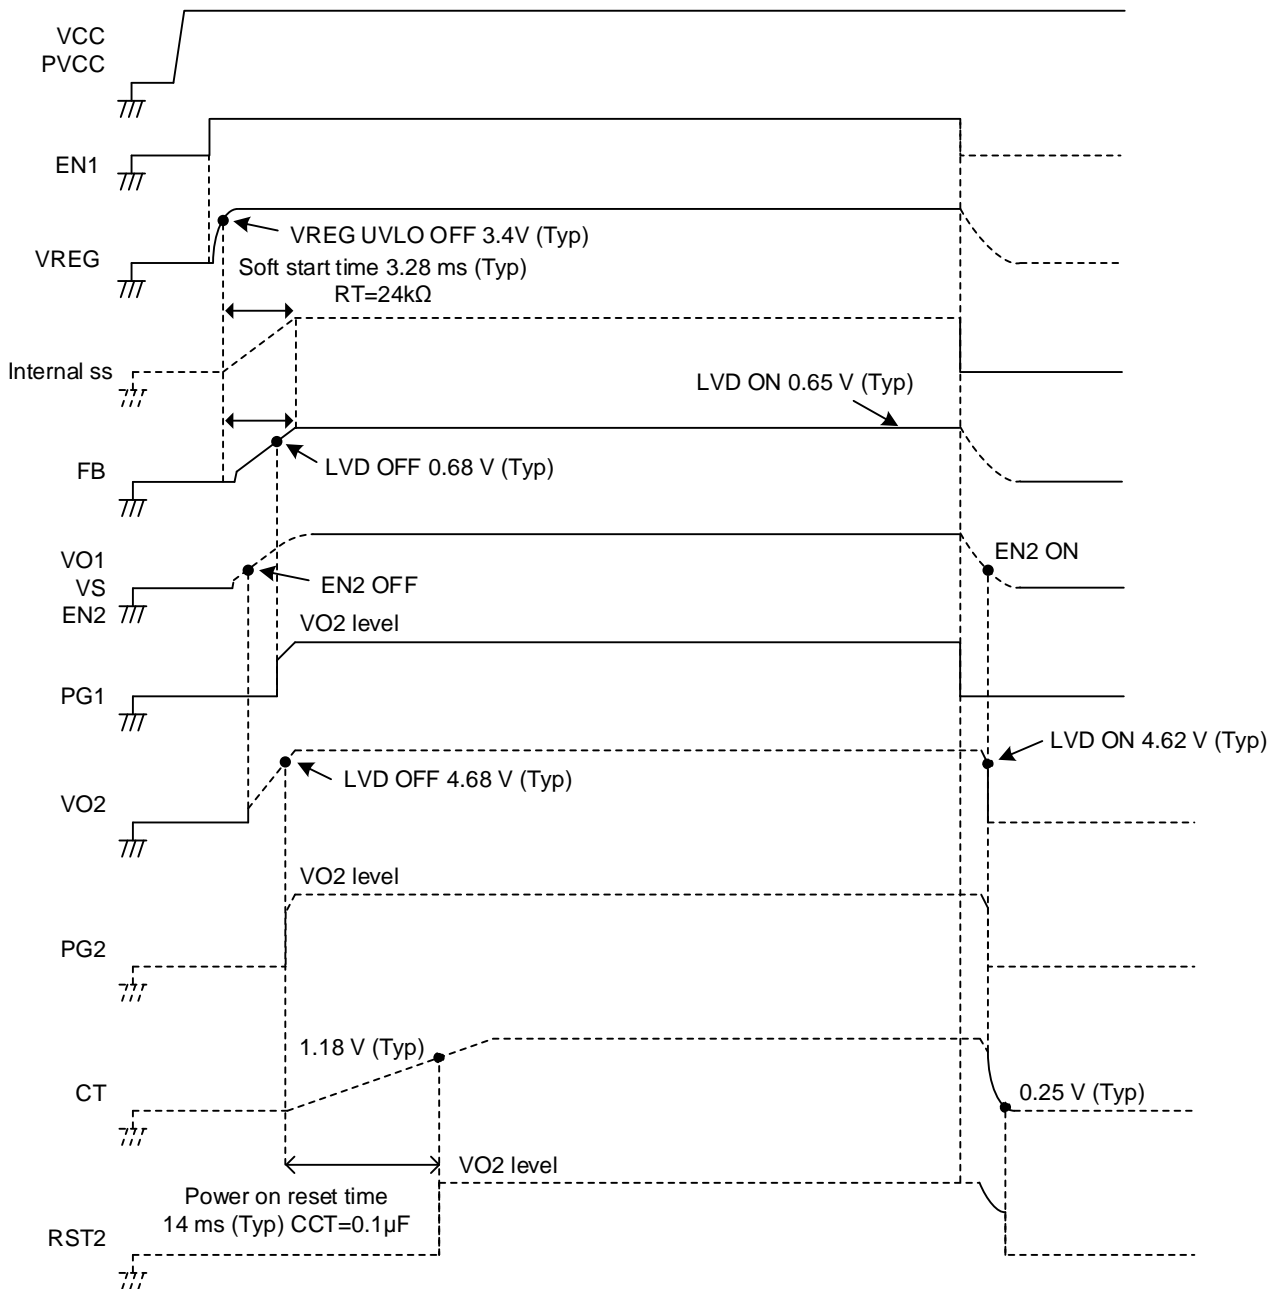 VCC
PVCC
EN1
VREG UVLO OFF 3.4V (Typ)
VREG
Soft start time 3.28 ms (Typ)
RT=24kΩ
Internal ss
LVD ON 0.65 V (Typ)
FB
LVD OFF 0.68 V (Typ)
VO1
VS
EN2
EN2 OFF
EN2 ON
VO2 level
PG1
LVD ON 4.62 V (Typ)
LVD OFF 4.68 V (Typ)
VO2
VO2 level
PG2
1.18 V (Typ)
CT
0.25 V (Typ)
VO2 level
Power on reset time
14 ms (Typ) CCT=0.1µF
RST2